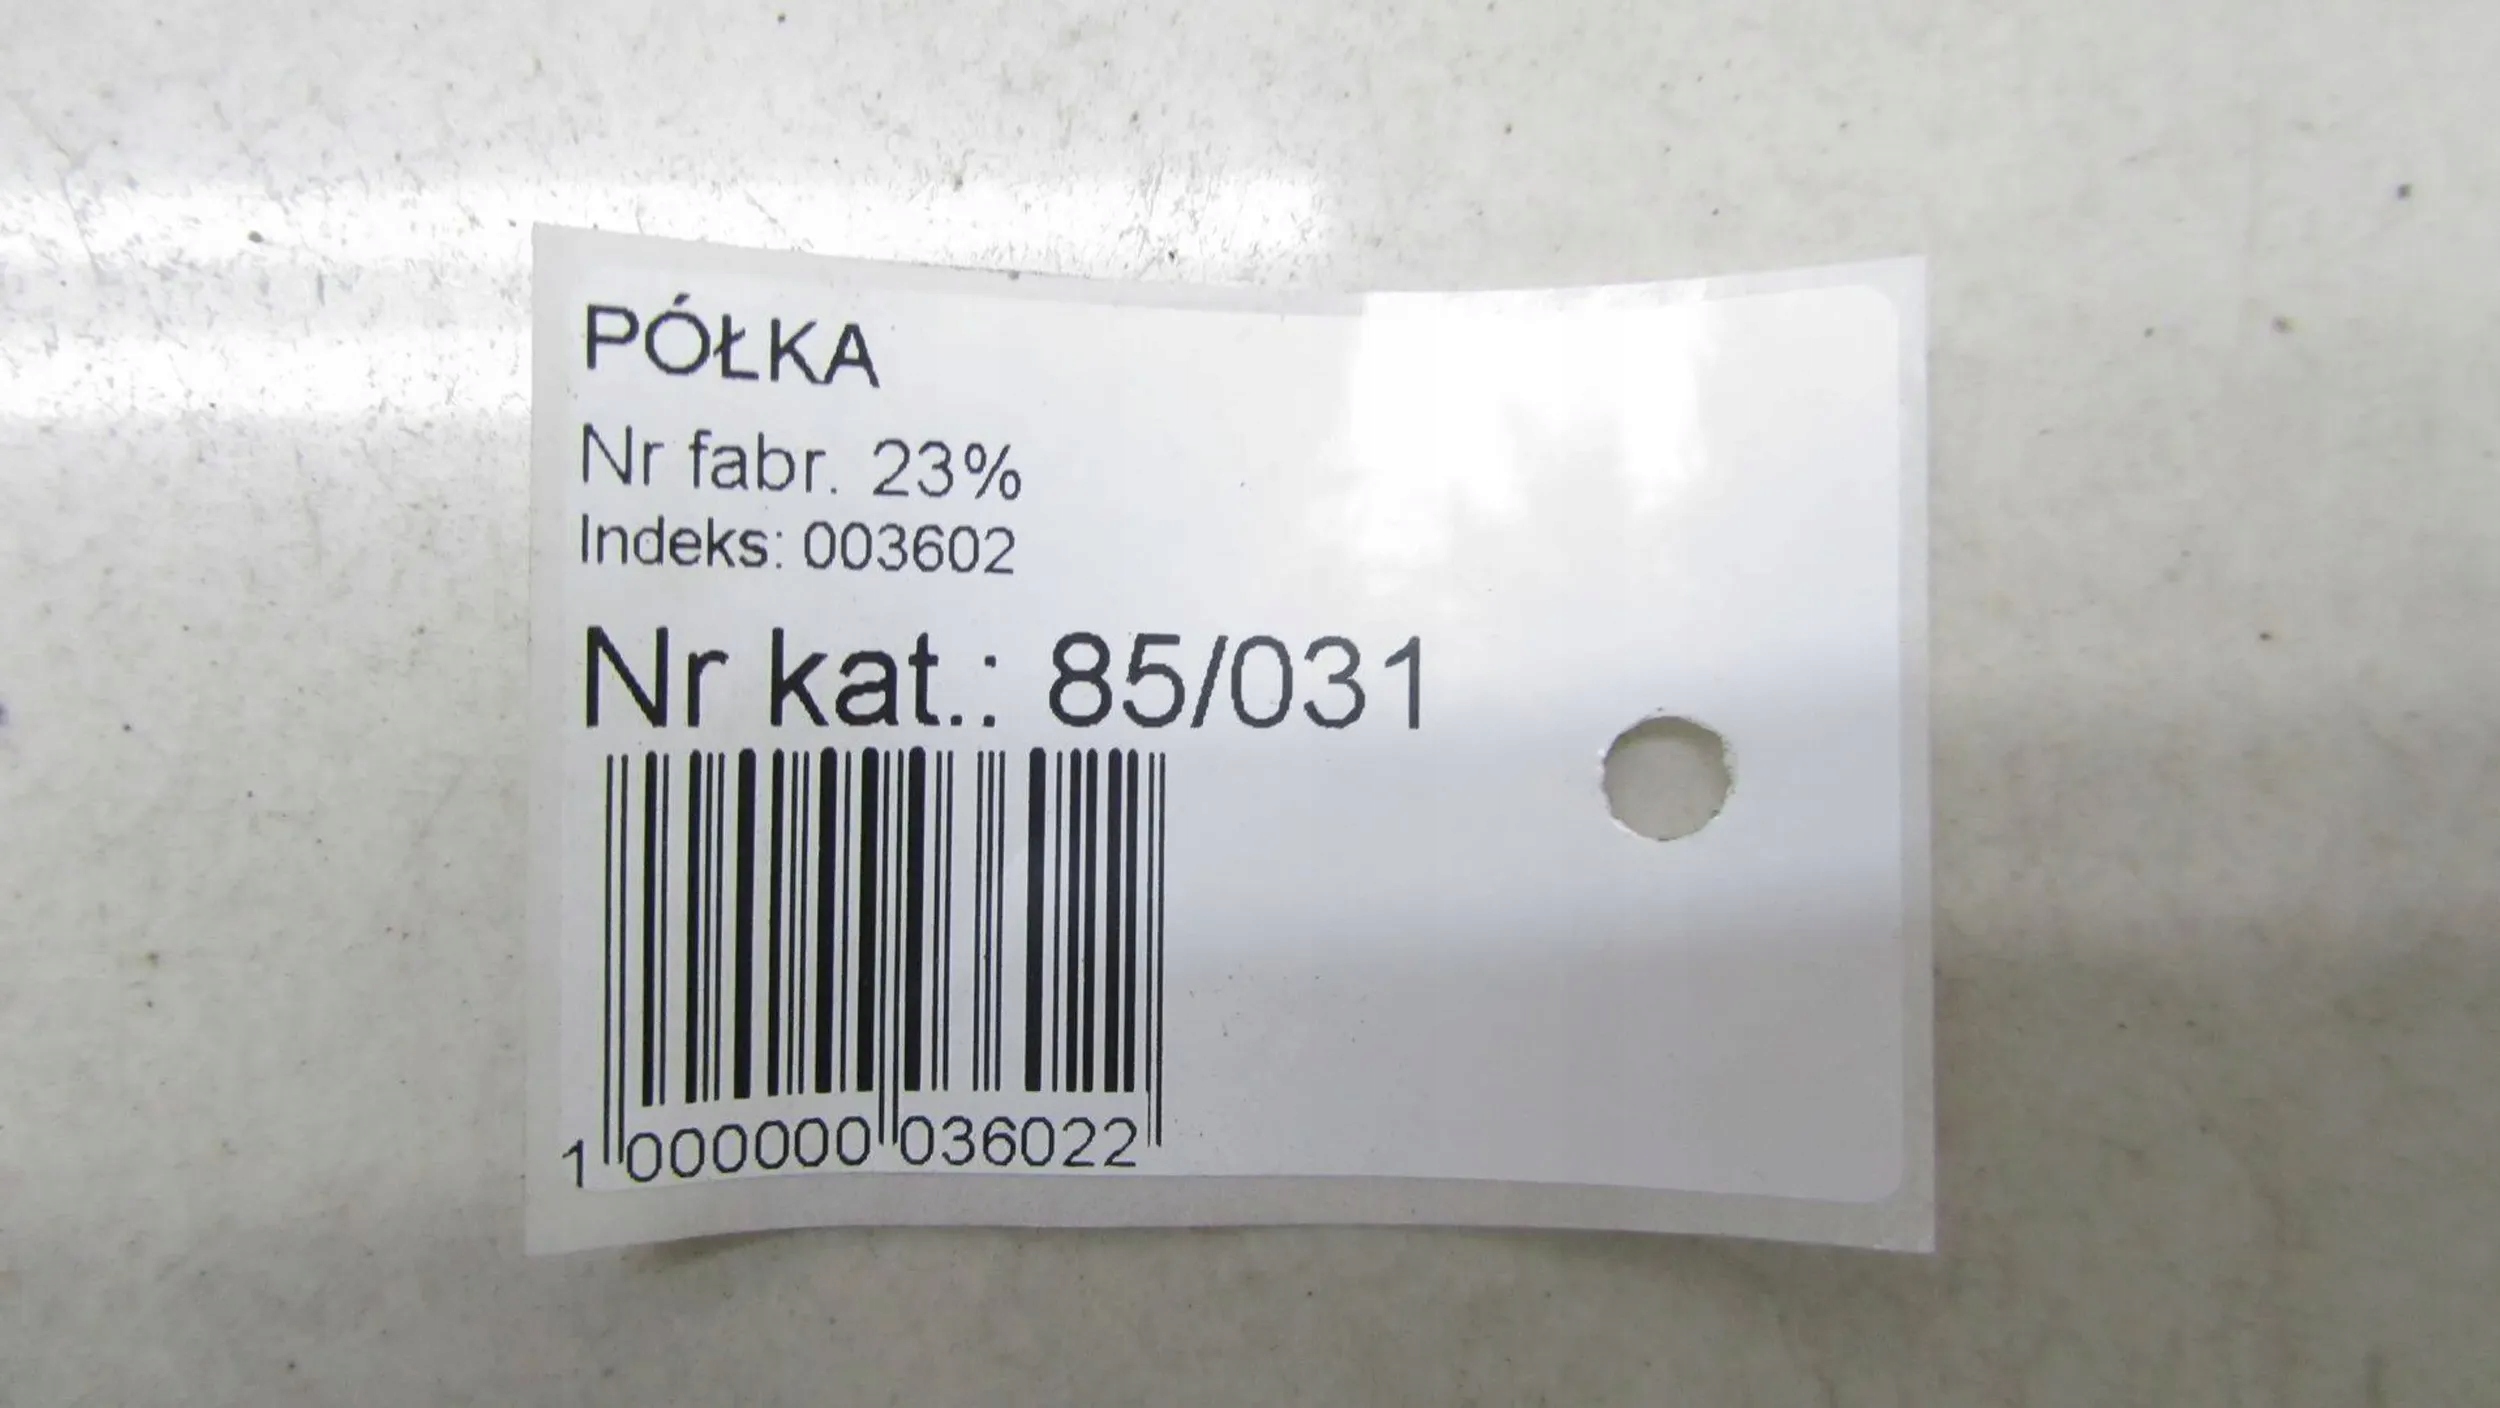 PÓŁKA
Nr fabr. 23%
Indeks: 003602
Nr kat.: 85/031
1 000000 036022